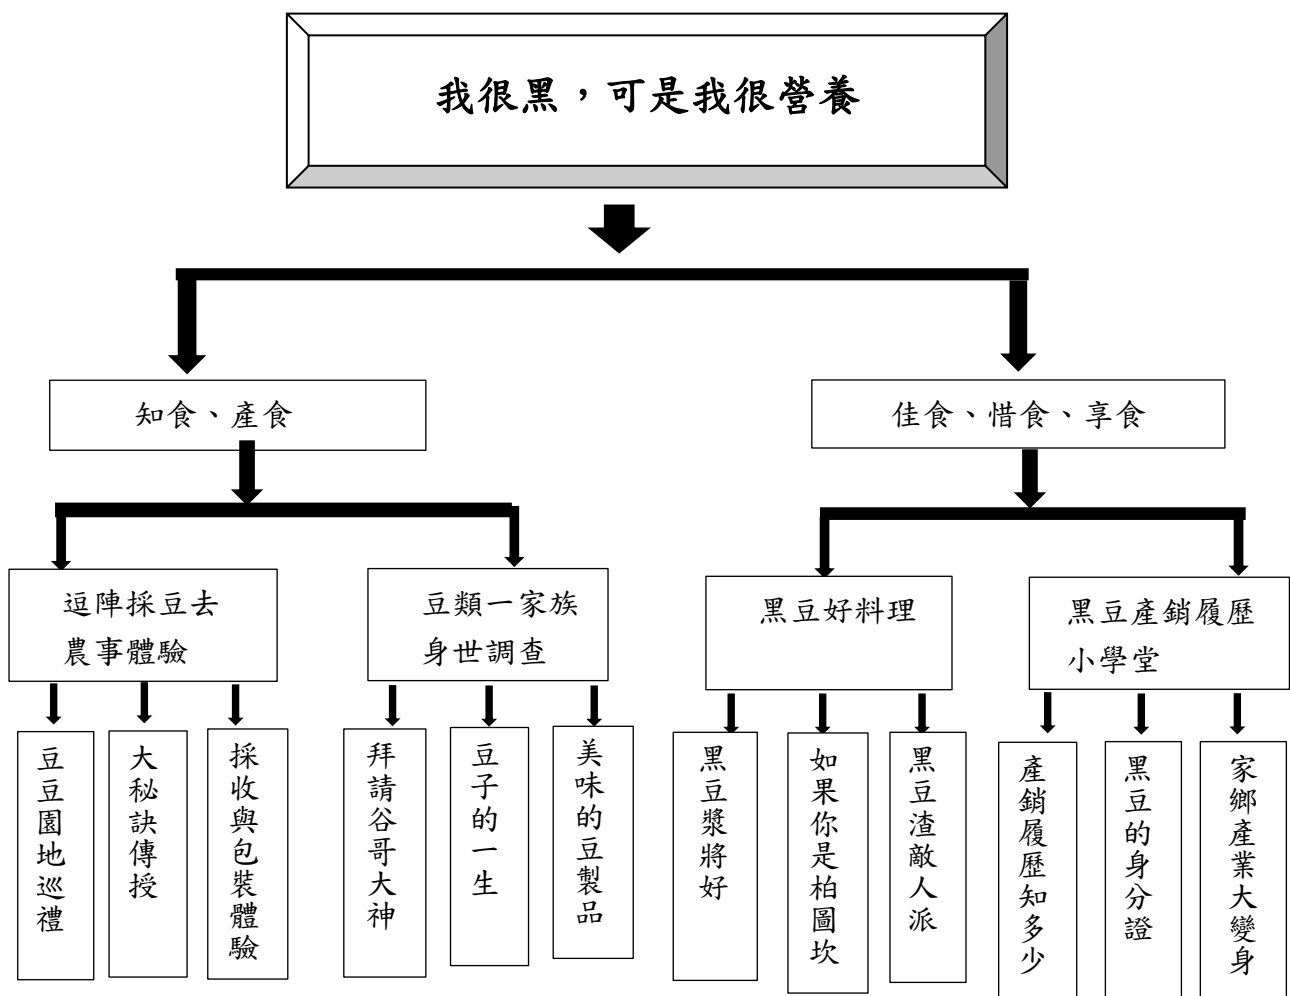 我很黑，可是我很營養
知食、產食
佳食、惜食、享食
逗陣採豆去
農事體驗
豆類一家族
身世調查
黑豆好料理
黑豆產銷履歷
小學堂
豆豆園地巡禮
大秘訣傳授
採收與包裝體驗
拜請谷哥大神
豆子的一生
美味的豆製品
黑豆漿將好
如果你是柏圖坎
黑豆渣敵人派
產銷履歷知多少
黑豆的身分證
家鄉產業大變身